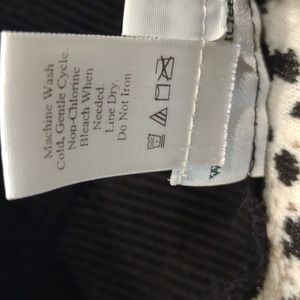 Machine Wash
Cold, Gentle Cycle.
Non-Chlorine
Bleach When
Needed.
Line Dry.
Do Not Iron.